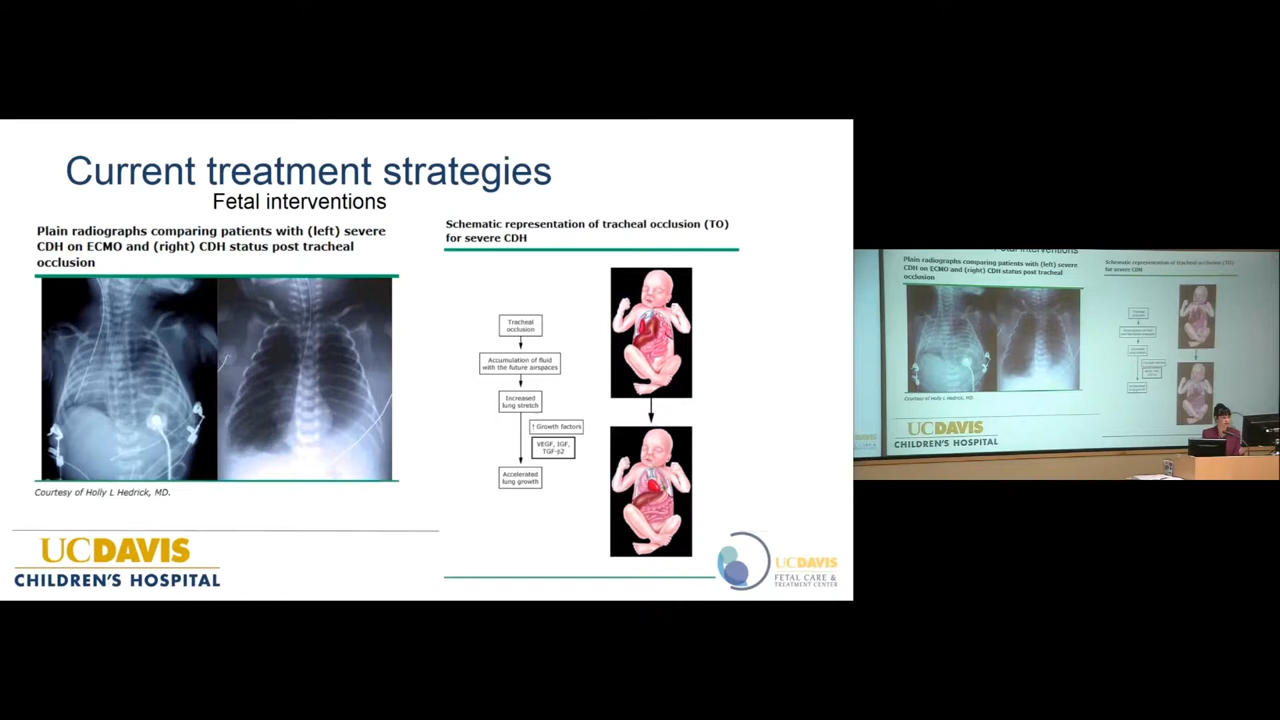 Current treatment strategies
Fetal interventions
Plain radiographs comparing patients with (left) severe
CDH on ECMO and (right) CDH status post tracheal
occlusion
Courtesy of Holly L Hedrick, MD.
UCDAVIS
CHILDREN'S HOSPITAL
Schematic representation of tracheal occlusion (TO)
for severe CDH
Tracheal
occlusion
Accumulation of fluid
with the future airspaces
Increased
lung stretch
↑ Growth factors
VEGF, IGF,
TGF-β2
Accelerated
lung growth
UCDAVIS
FETAL CARE &
TREATMENT CENTER
Fetal interventions
Plain radiographs comparing patients with (left) severe
CDH on ECMO and (right) CDH status post tracheal
occlusion
Courtesy of Holly L Hedrick, MD.
UCDAVIS
CHILDREN'S HOSPITAL
Schematic representation of tracheal occlusion (TO)
for severe CDH